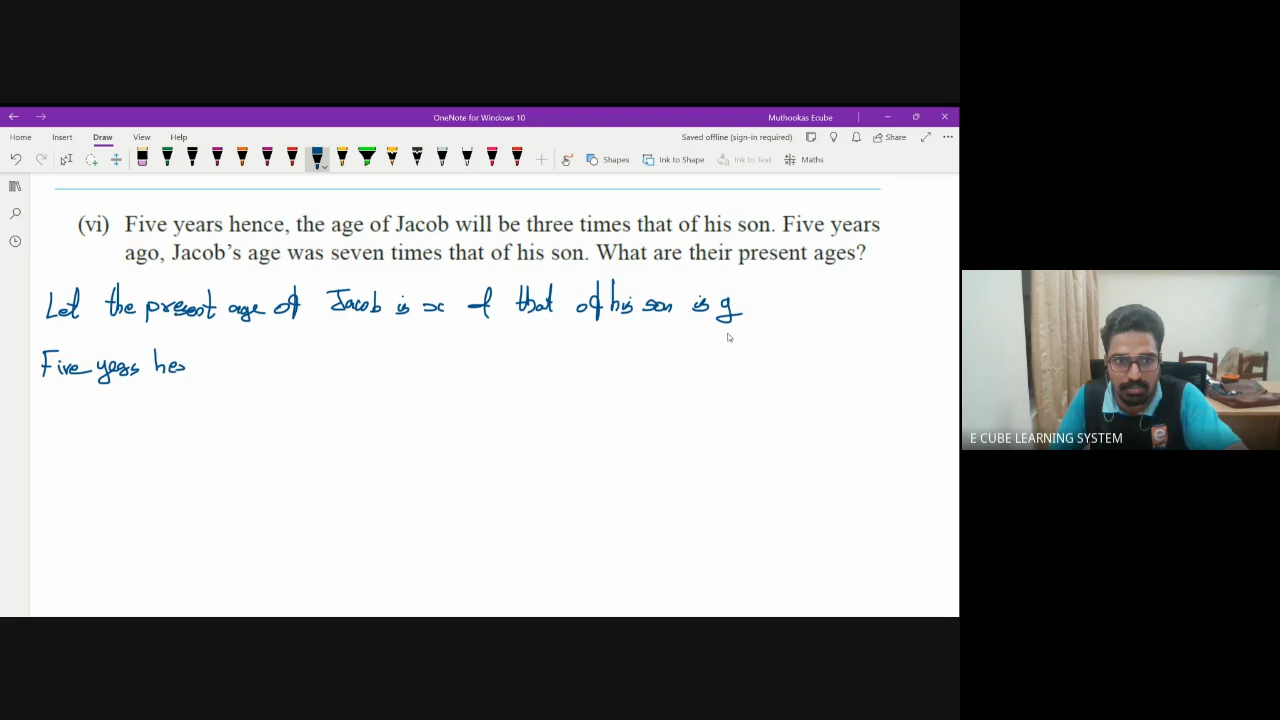 OneNote for Windows 10
Muthookas Ecube
Home Insert Draw View Help
Saved offline (sign-in required)
Share
Shapes
Ink to Shape
Ink to Text
Maths
(vi) Five years hence, the age of Jacob will be three times that of his son. Five years
ago, Jacob's age was seven times that of his son. What are their present ages?
Let the present age of Jacob is x & that of his son is y
Five years hes
E CUBE LEARNING SYSTEM